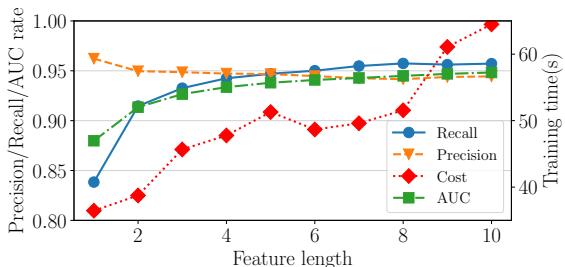 Precision/Recall/AUC rate
1.00
0.95
0.90
0.85
0.80
2
4
6
8
10
Feature length
60
50
40
Training time(s)
Recall
Precision
Cost
AUC